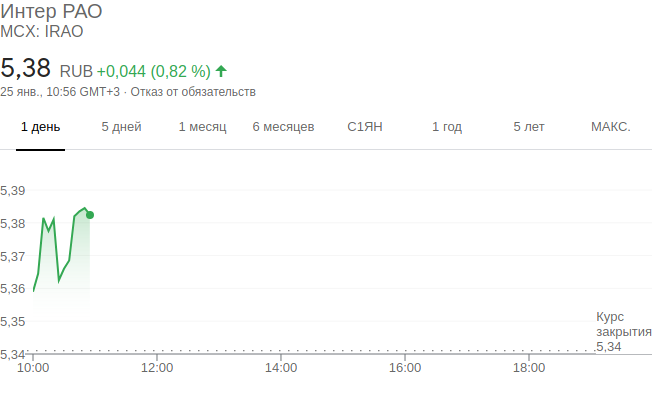 Интер РАО
MCX: IRAO
5,38 RUB +0,044 (0,82 %)
25 янв., 10:56 GMT+3 · Отказ от обязательств
1 день 5 дней 1 месяц 6 месяцев С1ЯН 1 год 5 лет МАКС.
5,39
5,38
5,37
5,36
5,35
Курс
закрытия
5,34
5,34
10:00 12:00 14:00 16:00 18:00